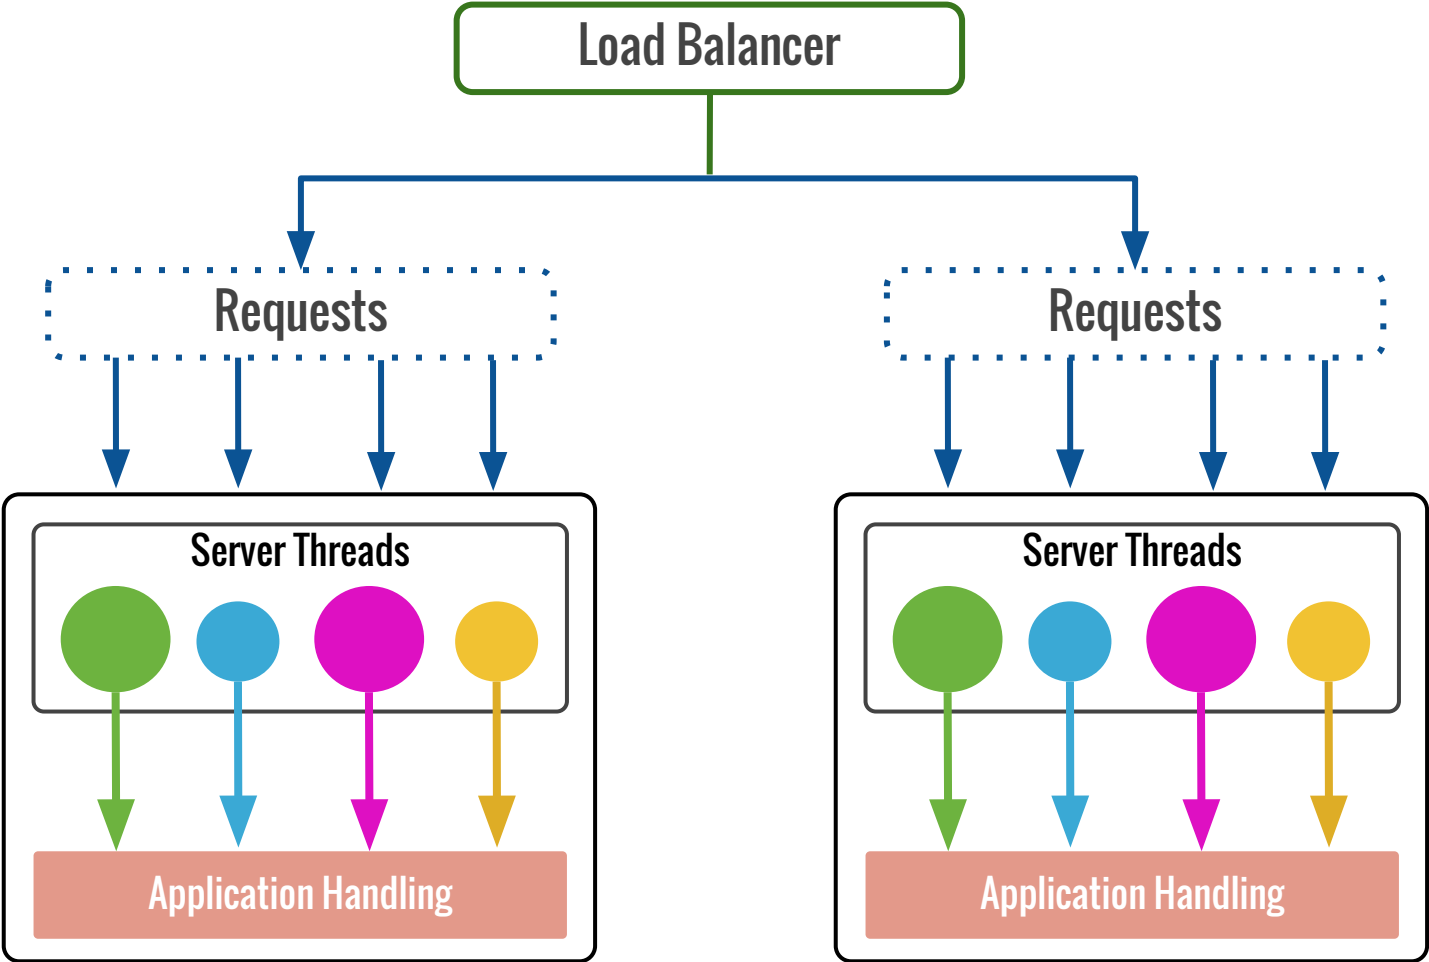 Load Balancer
Requests
Requests
Server Threads
Server Threads
Application Handling
Application Handling